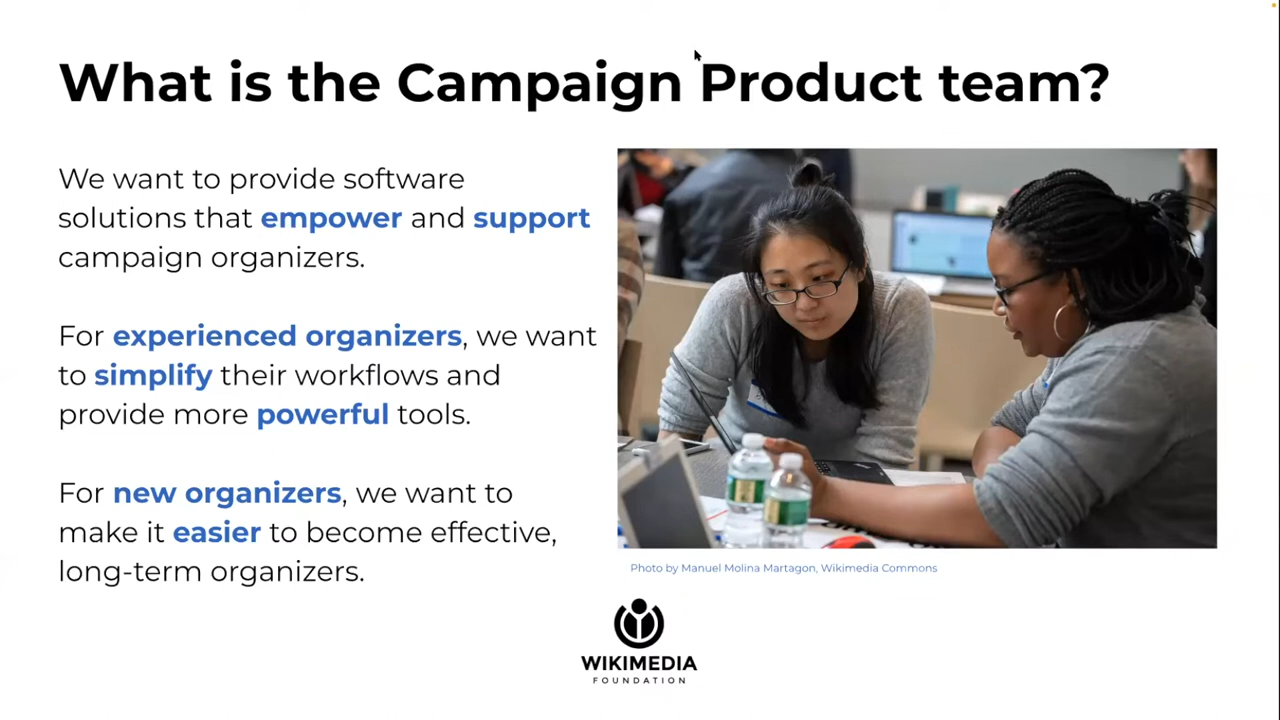 What is the Campaign Product team?
We want to provide software
solutions that empower and support
campaign organizers.
For experienced organizers, we want
to simplify their workflows and
provide more powerful tools.
For new organizers, we want to
make it easier to become effective,
long-term organizers.
Photo by Manuel Molina Martagon, Wikimedia Commons
WIKIMEDIA
FOUNDATION